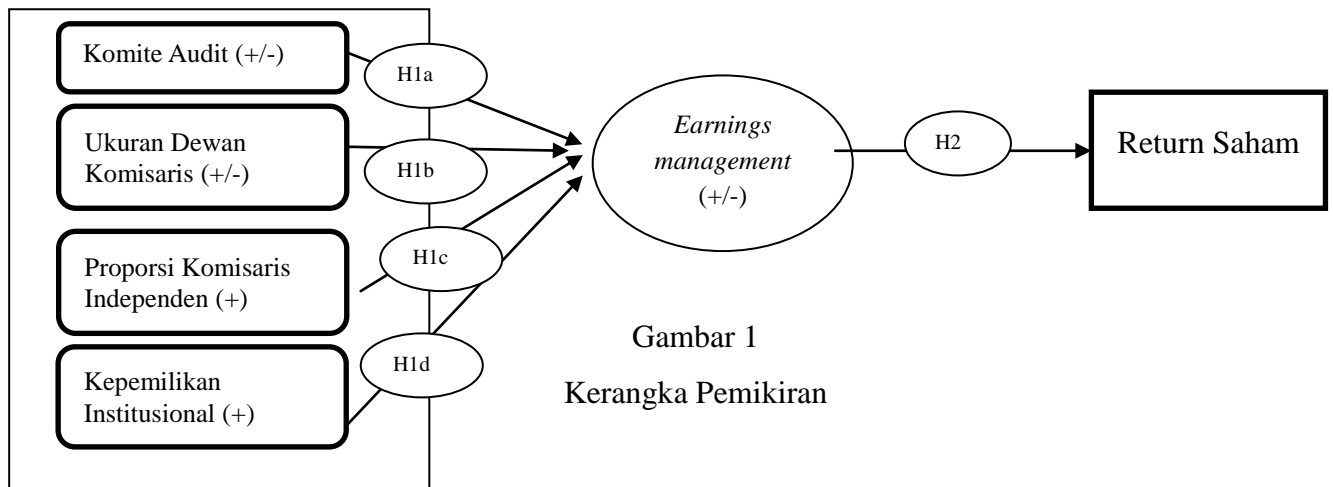 Komite Audit (+/-)
H1a
Ukuran Dewan
Komisaris (+/-)
H1b
Proporsi Komisaris
Independen (+)
H1c
Kepemilikan
Institusional (+)
H1d
Earnings
management
(+/-)
H2
Return Saham
Gambar 1
Kerangka Pemikiran